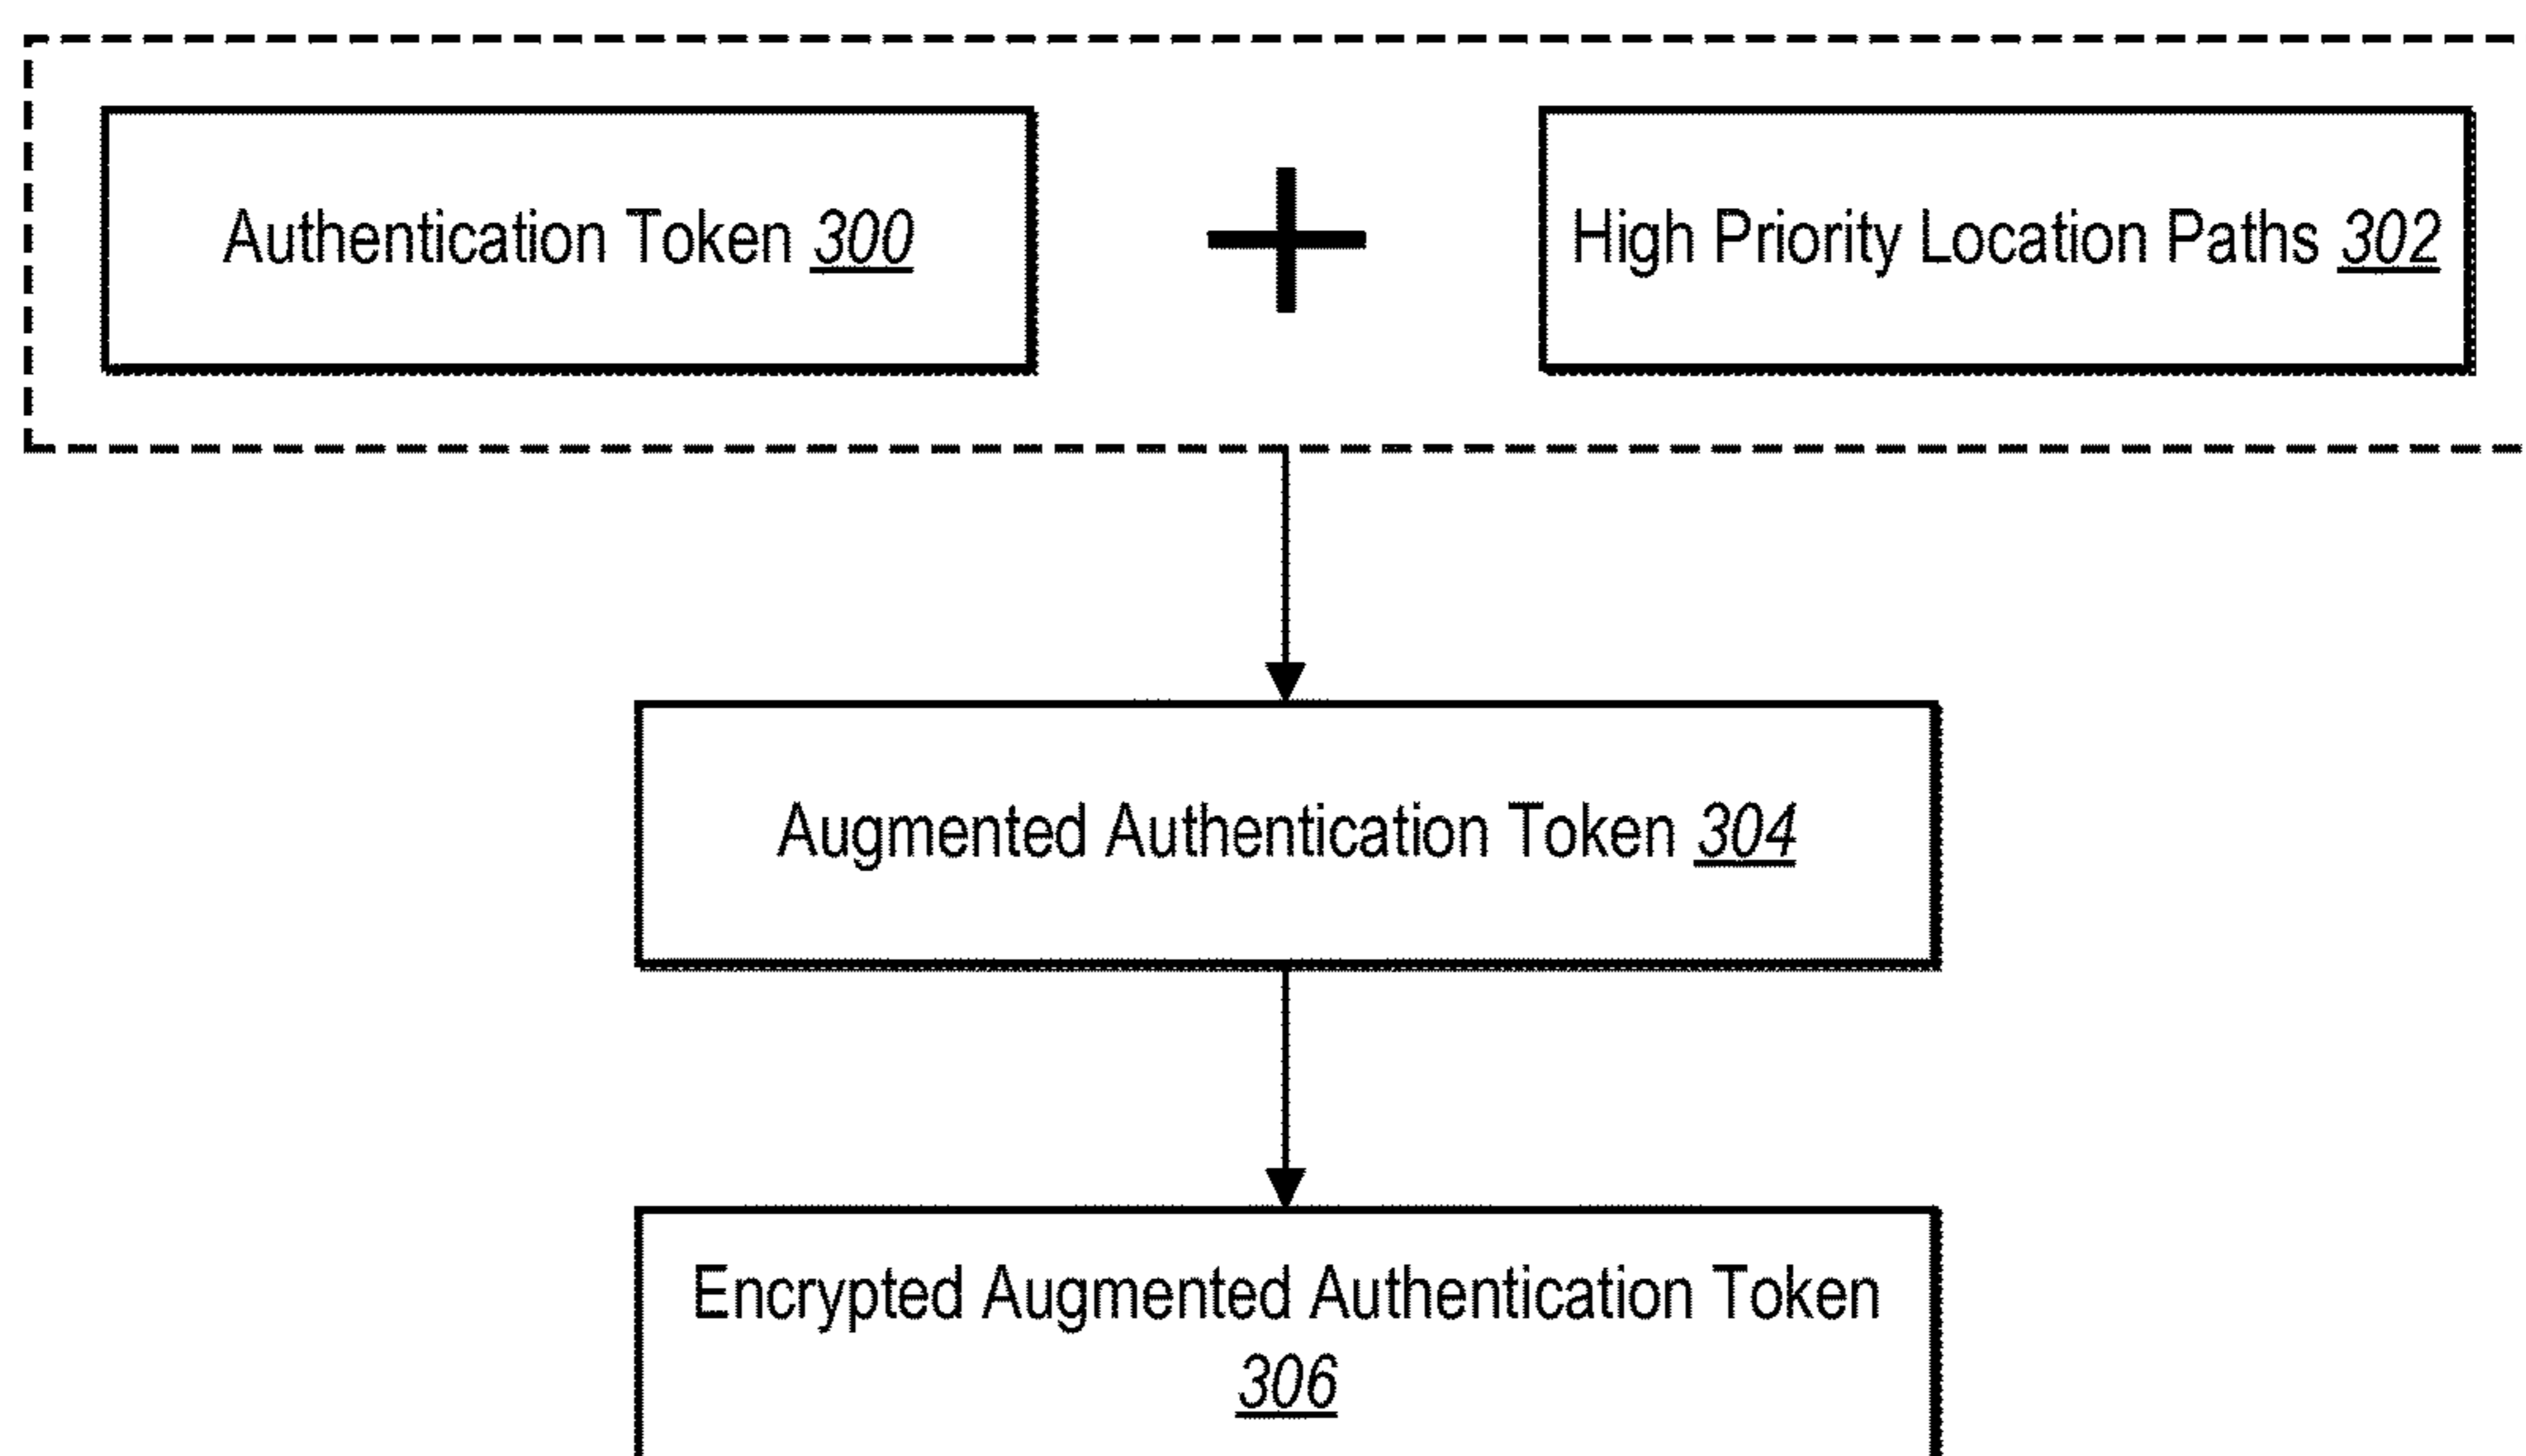 Authentication Token 300
High Priority Location Paths 302
Augmented Authentication Token 304
Encrypted Augmented Authentication Token
306